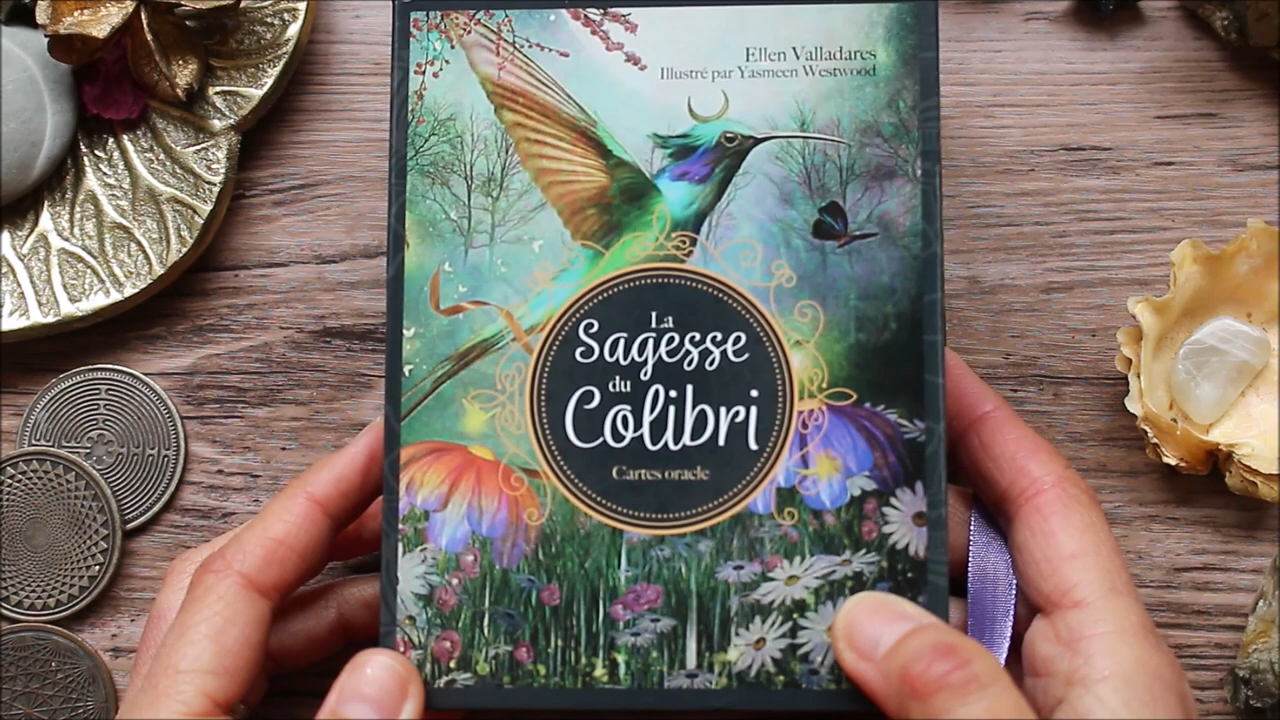 Ellen Valladares
Illustré par Yasmeen Westwood
La
Sagesse
du
Colibri
Cartes oracle